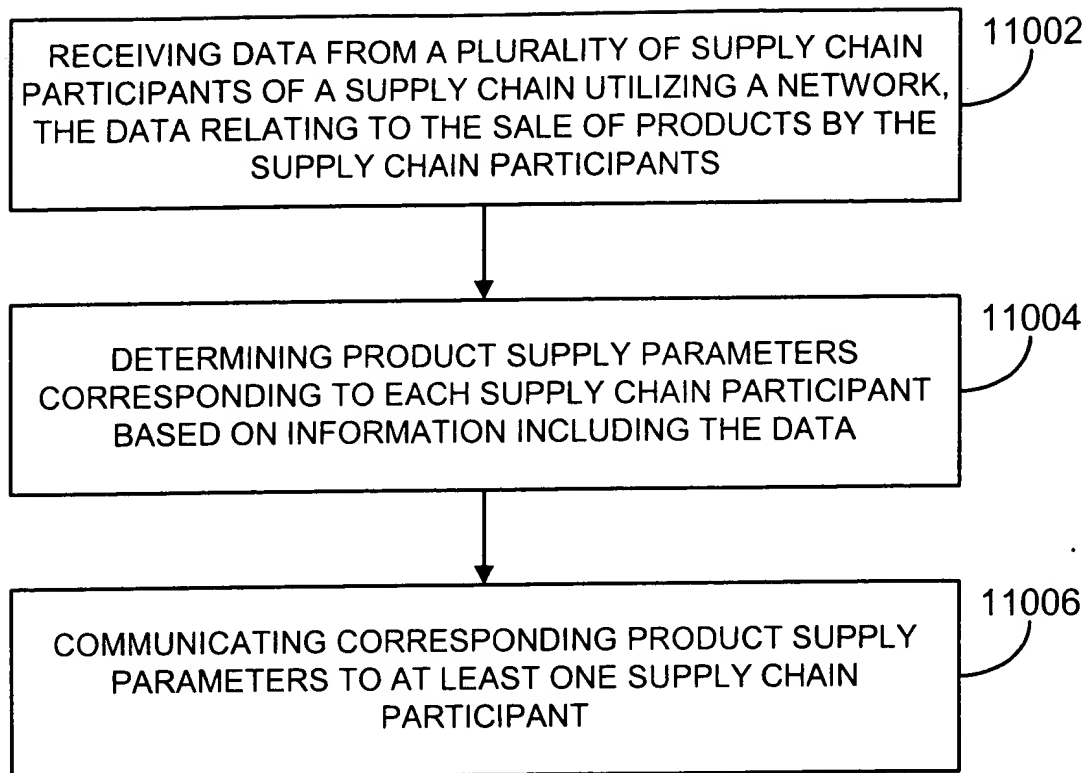 RECEIVING DATA FROM A PLURALITY OF SUPPLY CHAIN
PARTICIPANTS OF A SUPPLY CHAIN UTILIZING A NETWORK,
THE DATA RELATING TO THE SALE OF PRODUCTS BY THE
SUPPLY CHAIN PARTICIPANTS
11002
DETERMINING PRODUCT SUPPLY PARAMETERS
CORRESPONDING TO EACH SUPPLY CHAIN PARTICIPANT
BASED ON INFORMATION INCLUDING THE DATA
11004
COMMUNICATING CORRESPONDING PRODUCT SUPPLY
PARAMETERS TO AT LEAST ONE SUPPLY CHAIN
PARTICIPANT
11006